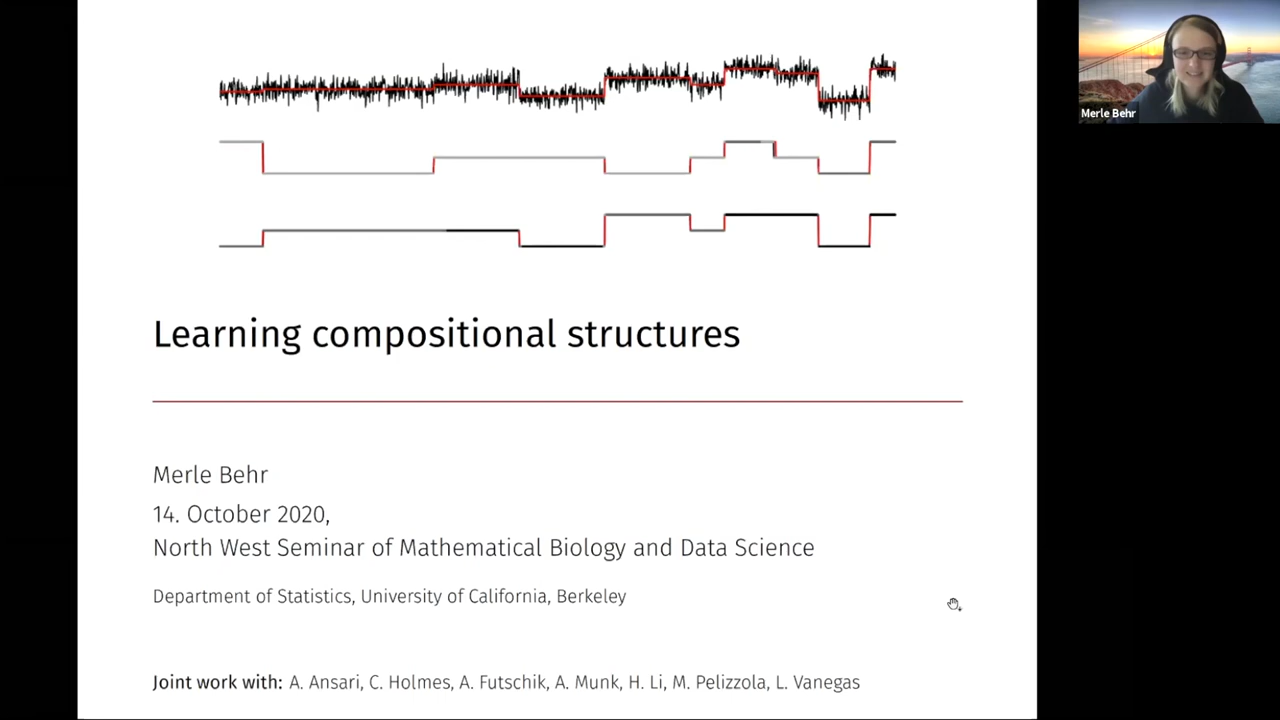 Merle Behr
Learning compositional structures
Merle Behr
14. October 2020,
North West Seminar of Mathematical Biology and Data Science
Department of Statistics, University of California, Berkeley
Joint work with: A. Ansari, C. Holmes, A. Futschik, A. Munk, H. Li, M. Pelizzola, L. Vanegas